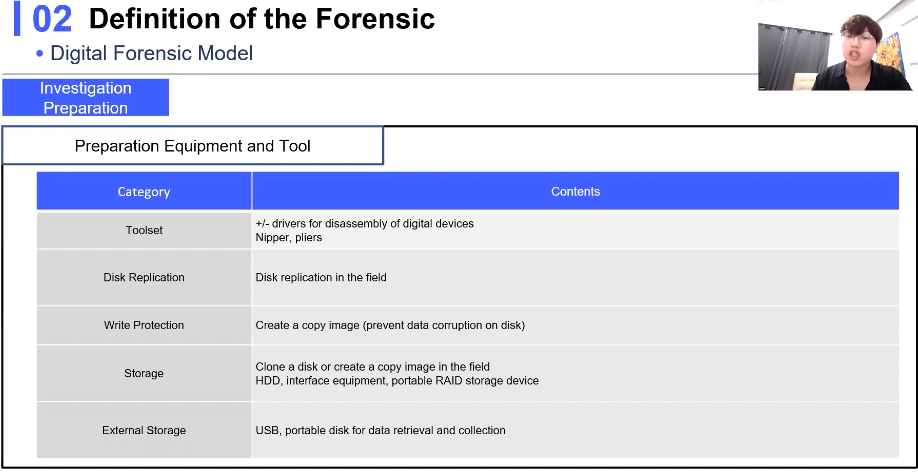 02 Definition of the Forensic
• Digital Forensic Model
Investigation
Preparation
Preparation Equipment and Tool
Category Contents
Toolset
+/- drivers for disassembly of digital devices
Nipper, pliers
Disk Replication
Disk replication in the field
Write Protection
Create a copy image (prevent data corruption on disk)
Storage
Clone a disk or create a copy image in the field
HDD, interface equipment, portable RAID storage device
External Storage
USB, portable disk for data retrieval and collection